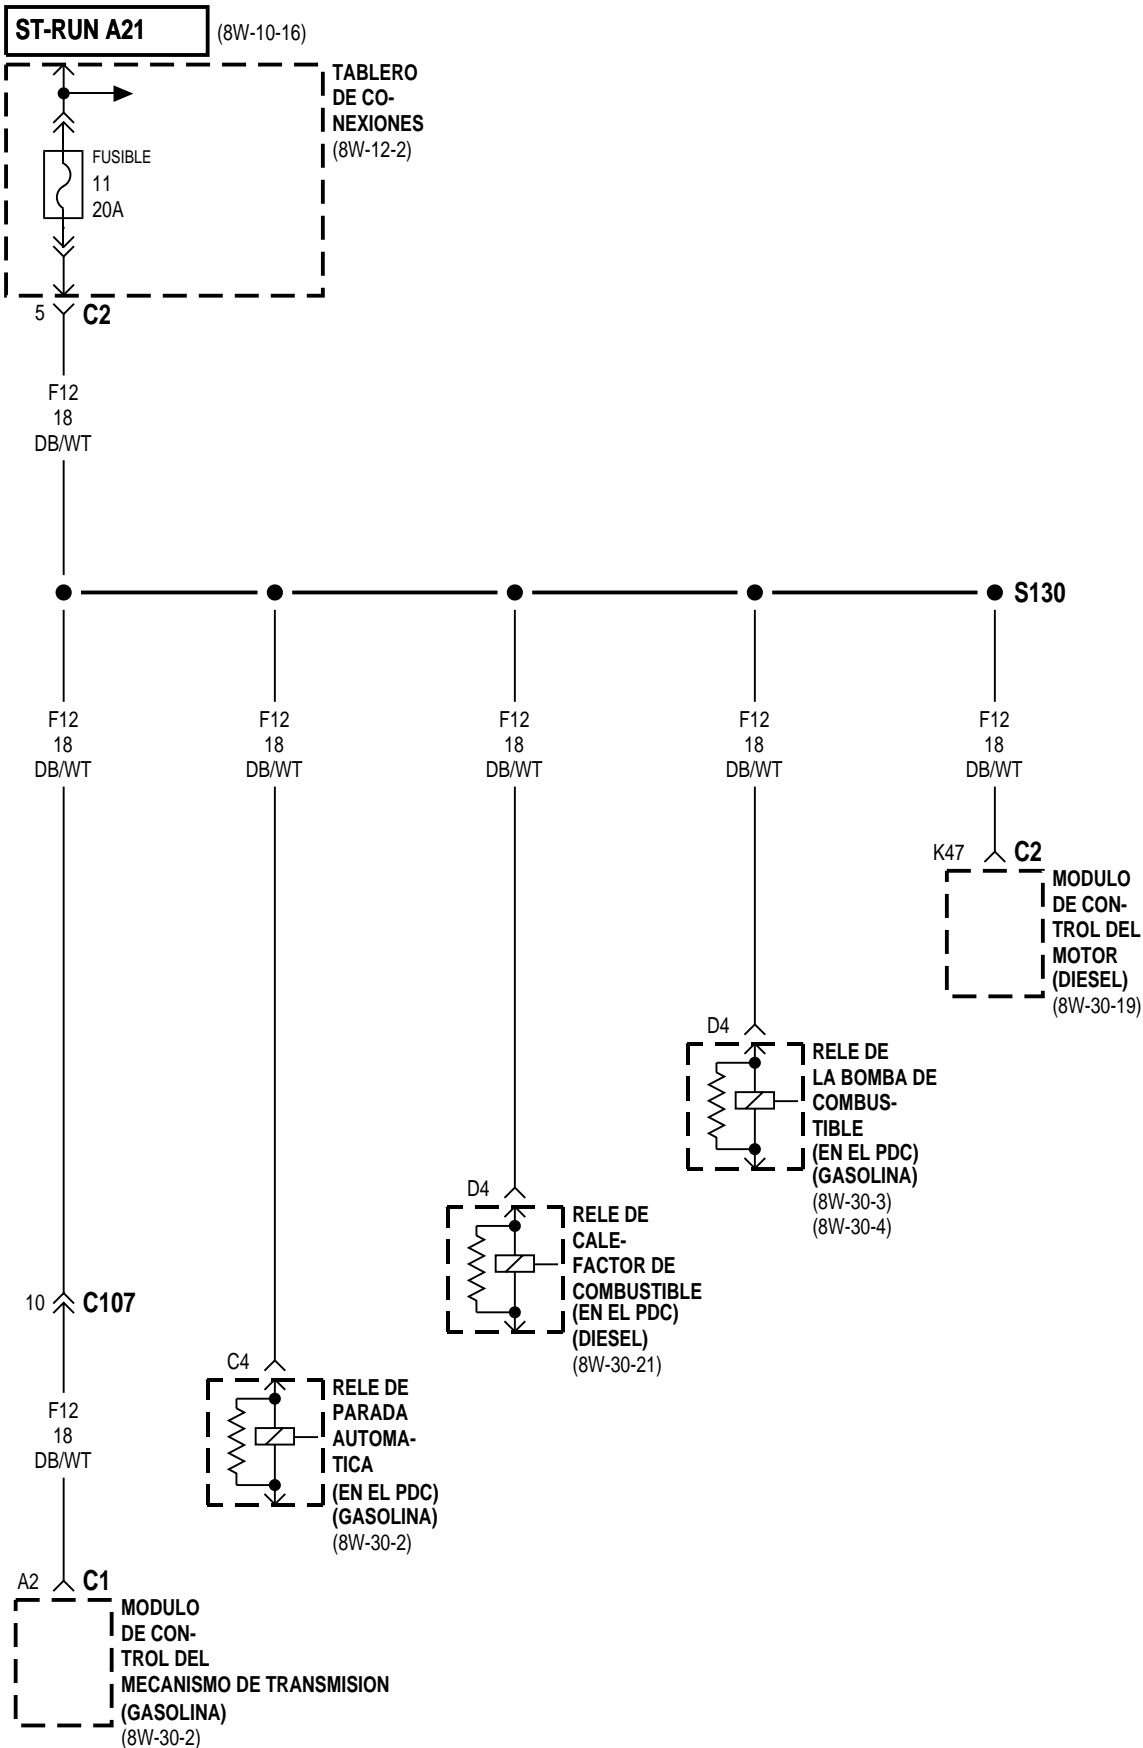 ST-RUN A21 (8W-10-16)
TABLERO
DE CO-
NEXIONES
(8W-12-2)
FUSIBLE
11
20A
5 C2
F12
18
DB/WT
S130
F12
18
DB/WT
F12
18
DB/WT
F12
18
DB/WT
F12
18
DB/WT
F12
18
DB/WT
K47 C2
MODULO
DE CON-
TROL DEL
MOTOR
(DIESEL)
(8W-30-19)
D4
RELE DE
LA BOMBA DE
COMBUS-
TIBLE
(EN EL PDC)
(GASOLINA)
(8W-30-3)
(8W-30-4)
D4
RELE DE
CALE-
FACTOR DE
COMBUSTIBLE
(EN EL PDC)
(DIESEL)
(8W-30-21)
10 C107
C4
RELE DE
PARADA
AUTOMA-
TICA
(EN EL PDC)
(GASOLINA)
(8W-30-2)
F12
18
DB/WT
A2 C1
MODULO
DE CON-
TROL DEL
MECANISMO DE TRANSMISION
(GASOLINA)
(8W-30-2)